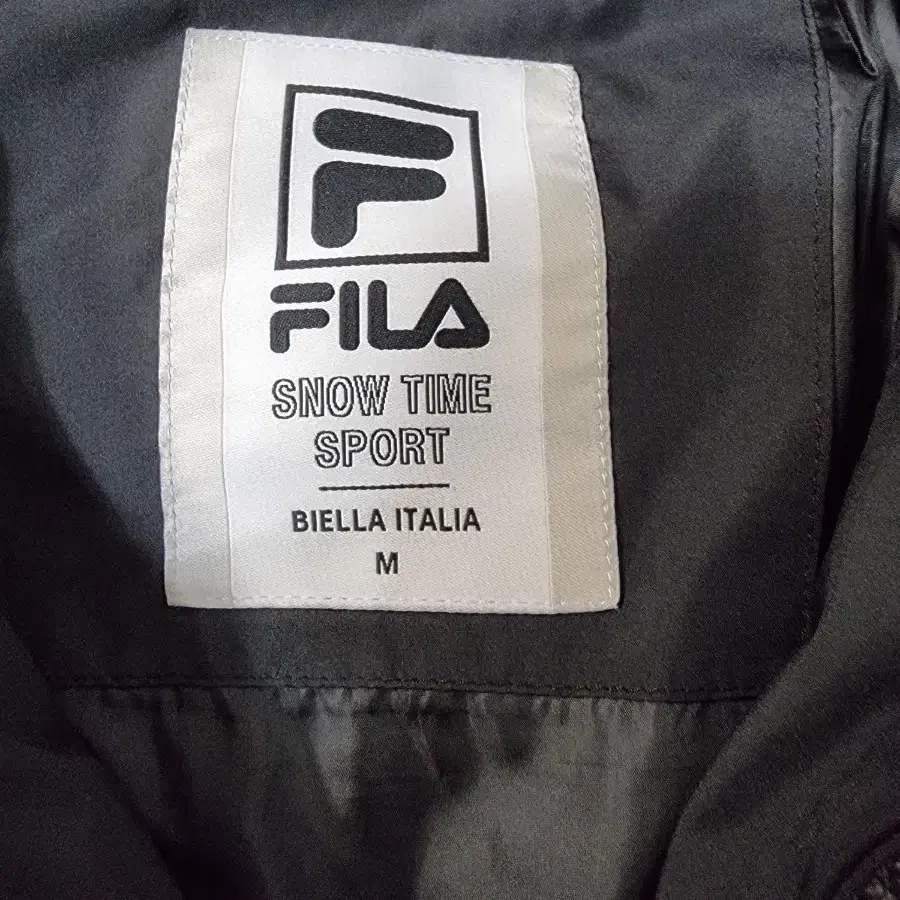 F
FILA
SNOW TIME
SPORT
BIELLA ITALIA
M